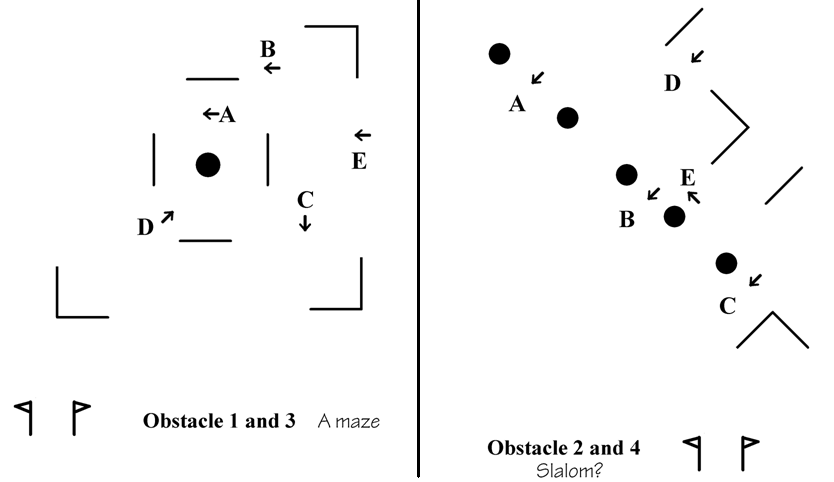 B
A
E
C
D
Obstacle 1 and 3 A maze
D
A
E
B
C
Obstacle 2 and 4
Slalom?